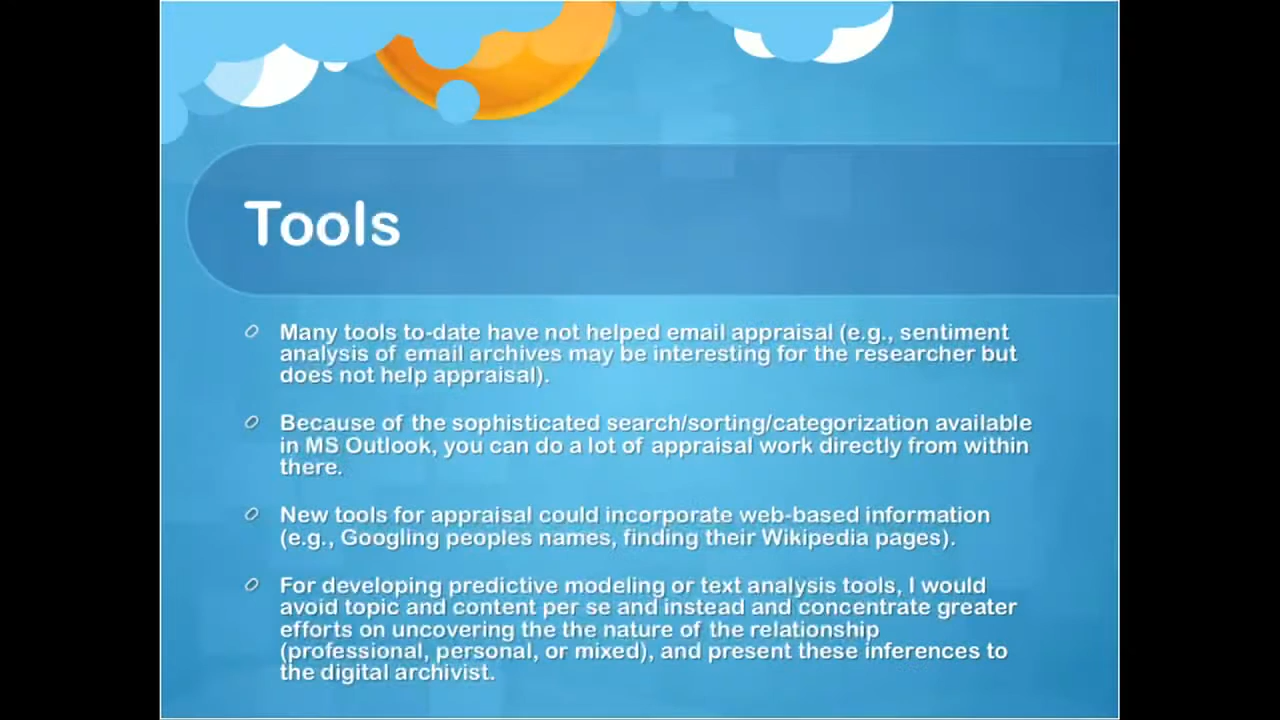 Tools
Many tools to-date have not helped email appraisal (e.g., sentiment
analysis of email archives may be interesting for the researcher but
does not help appraisal).
Because of the sophisticated search/sorting/categorization available
in MS Outlook, you can do a lot of appraisal work directly from within
there.
New tools for appraisal could incorporate web-based information
(e.g., Googling peoples names, finding their Wikipedia pages).
For developing predictive modeling or text analysis tools, I would
avoid topic and content per se and instead and concentrate greater
efforts on uncovering the the nature of the relationship
(professional, personal, or mixed), and present these inferences to
the digital archivist.